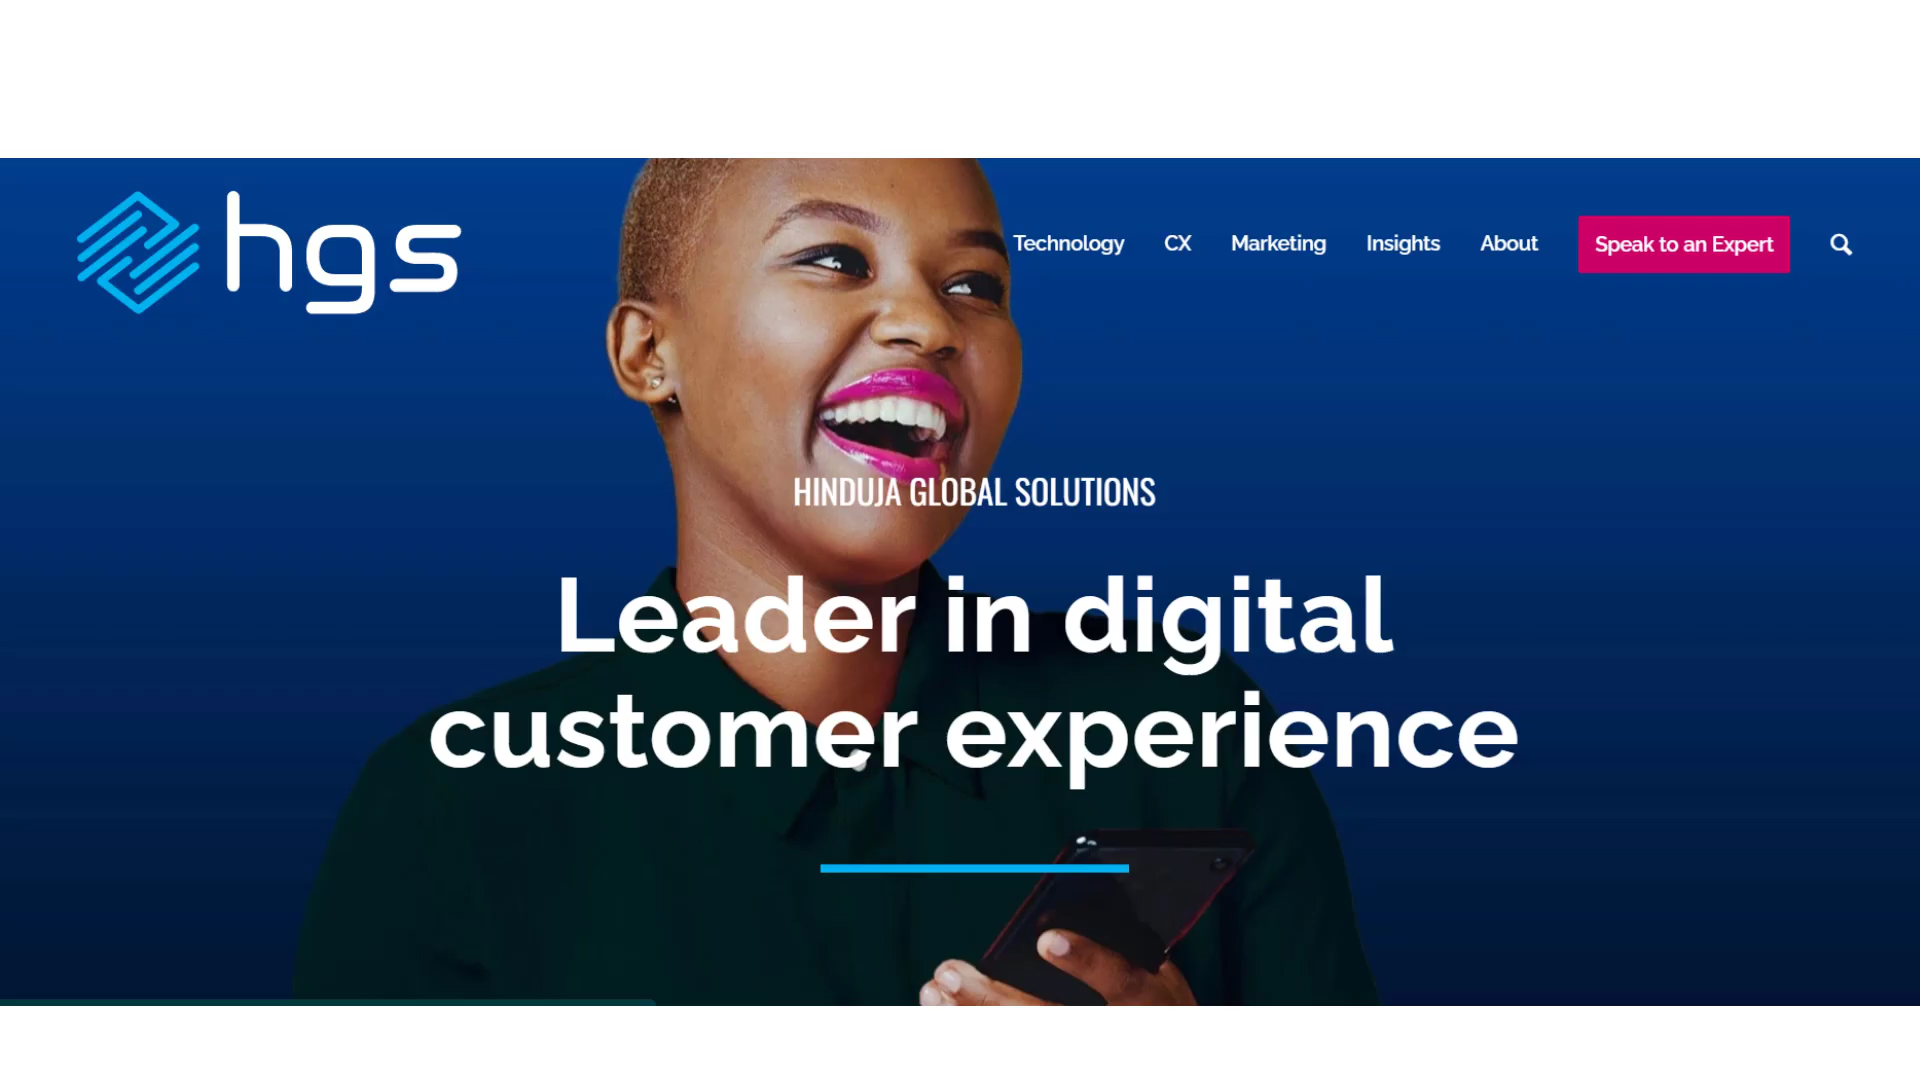 hgs
Technology CX Marketing Insights About Speak to an Expert
HINDUJA GLOBAL SOLUTIONS
Leader in digital
customer experience